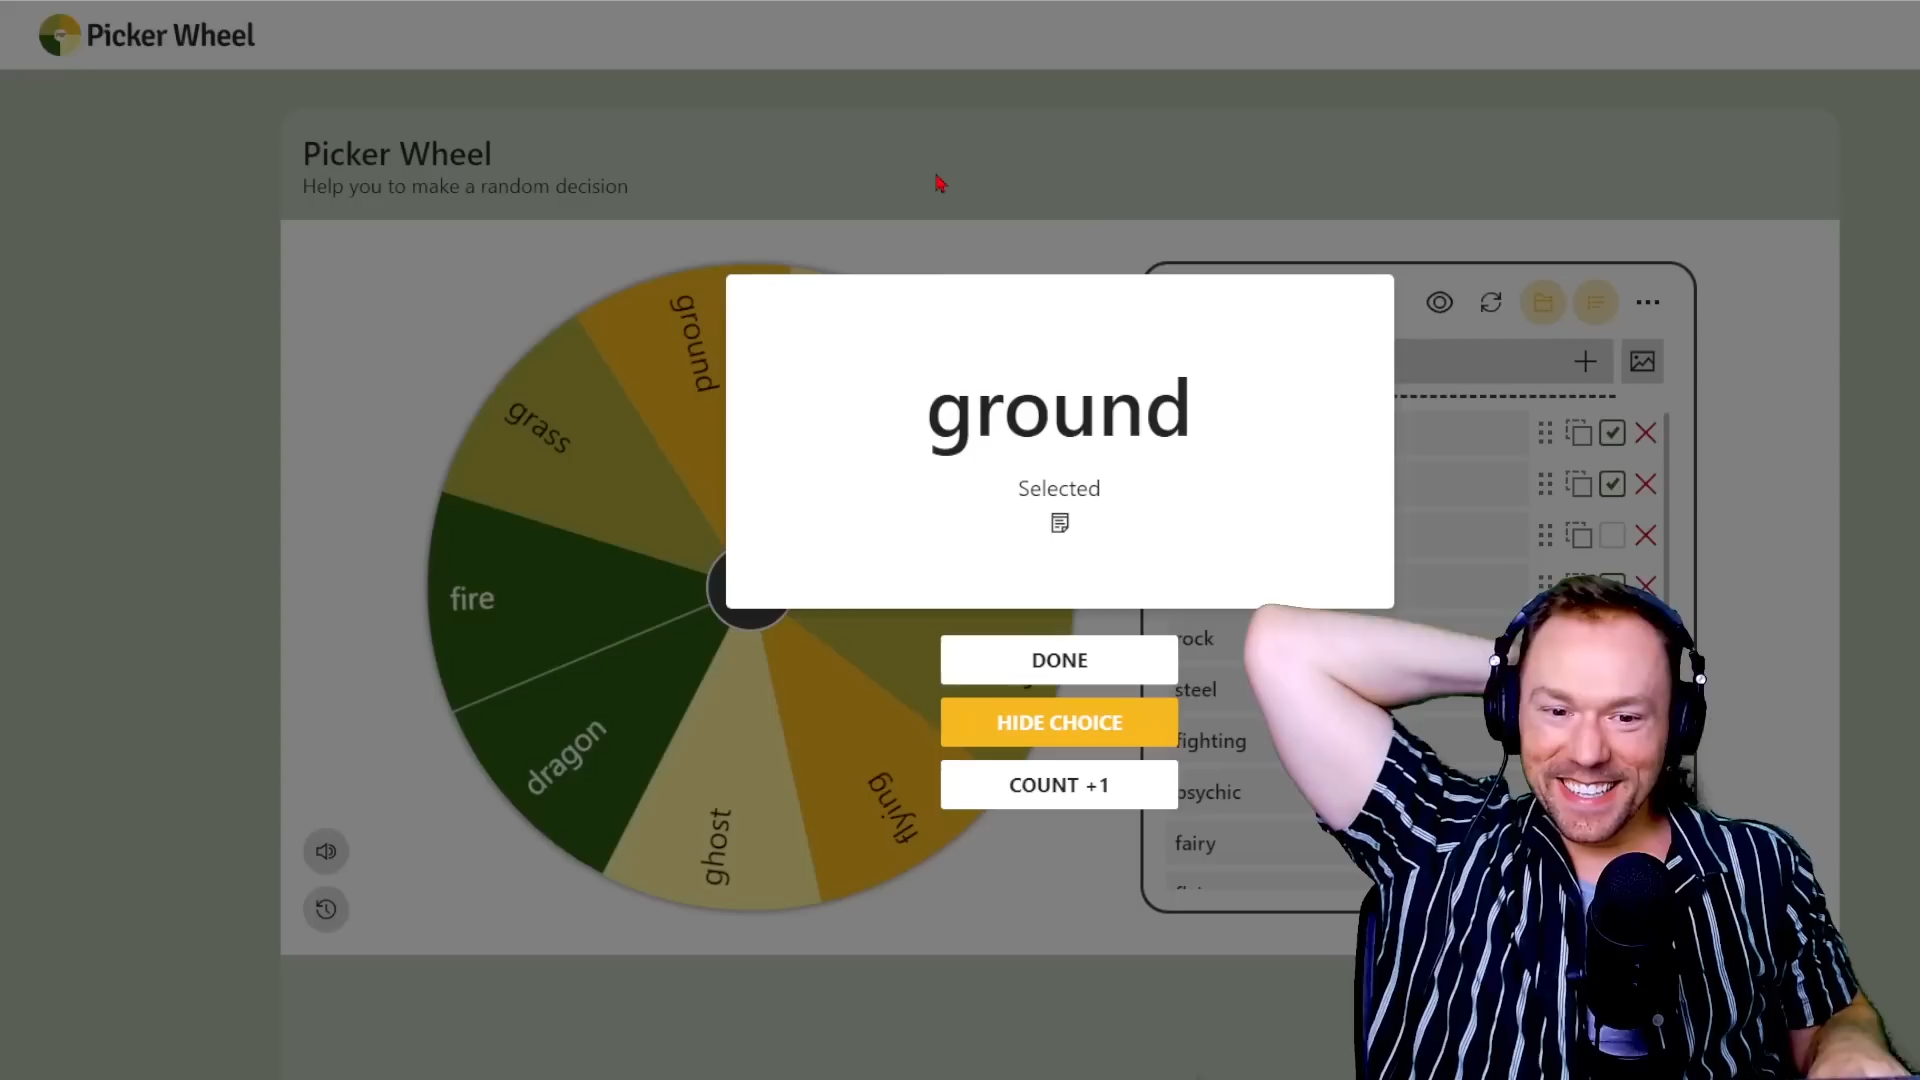 Picker Wheel
Picker Wheel
Help you to make a random decision
ground
grass
fire
dragon
ghost
flying
ground
Selected
DONE
HIDE CHOICE
COUNT +1
rock
steel
fighting
psychic
fairy